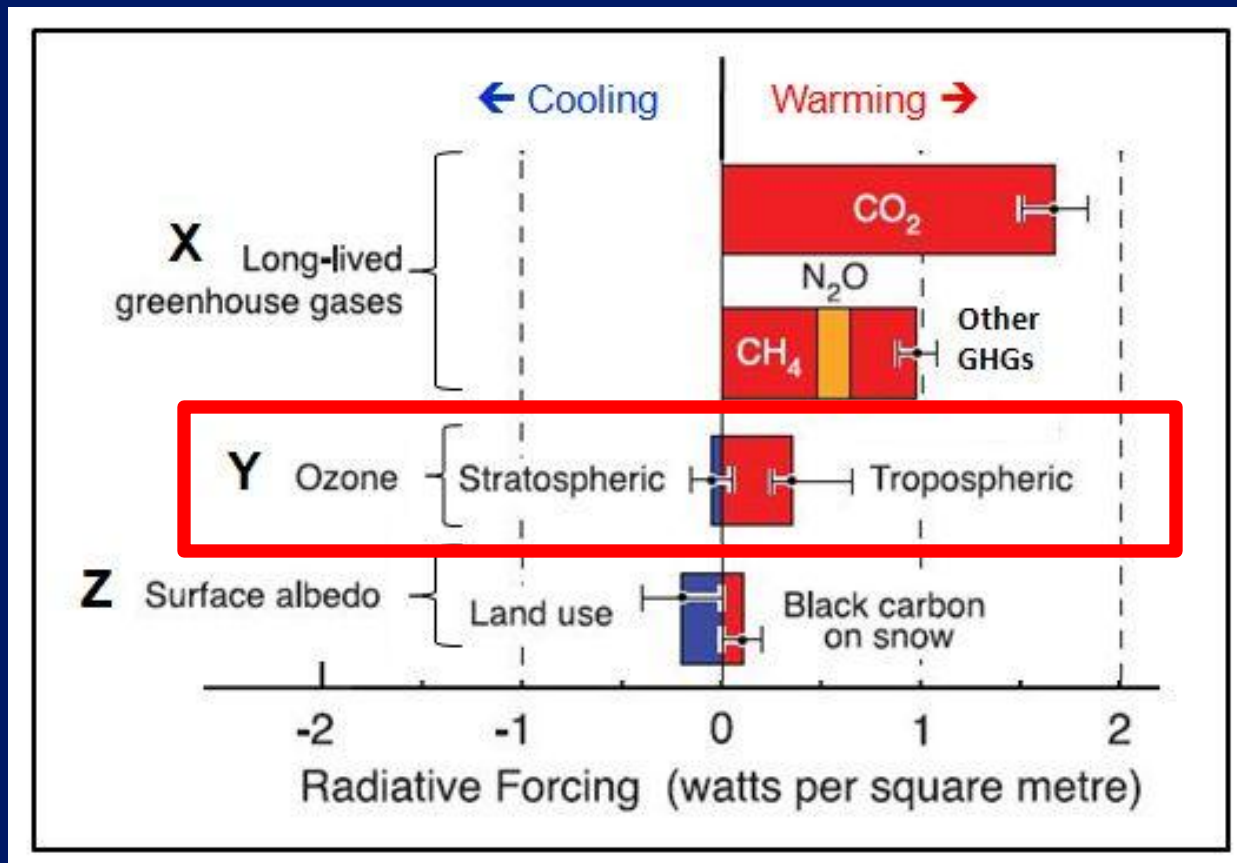 ← Cooling
Warming →
X Long-lived
greenhouse gases
CO₂
N₂O
CH₄
Other
GHGs
Y Ozone
Stratospheric
Tropospheric
Z Surface albedo
Land use
Black carbon
on snow
-2 -1 0 1 2
Radiative Forcing (watts per square metre)